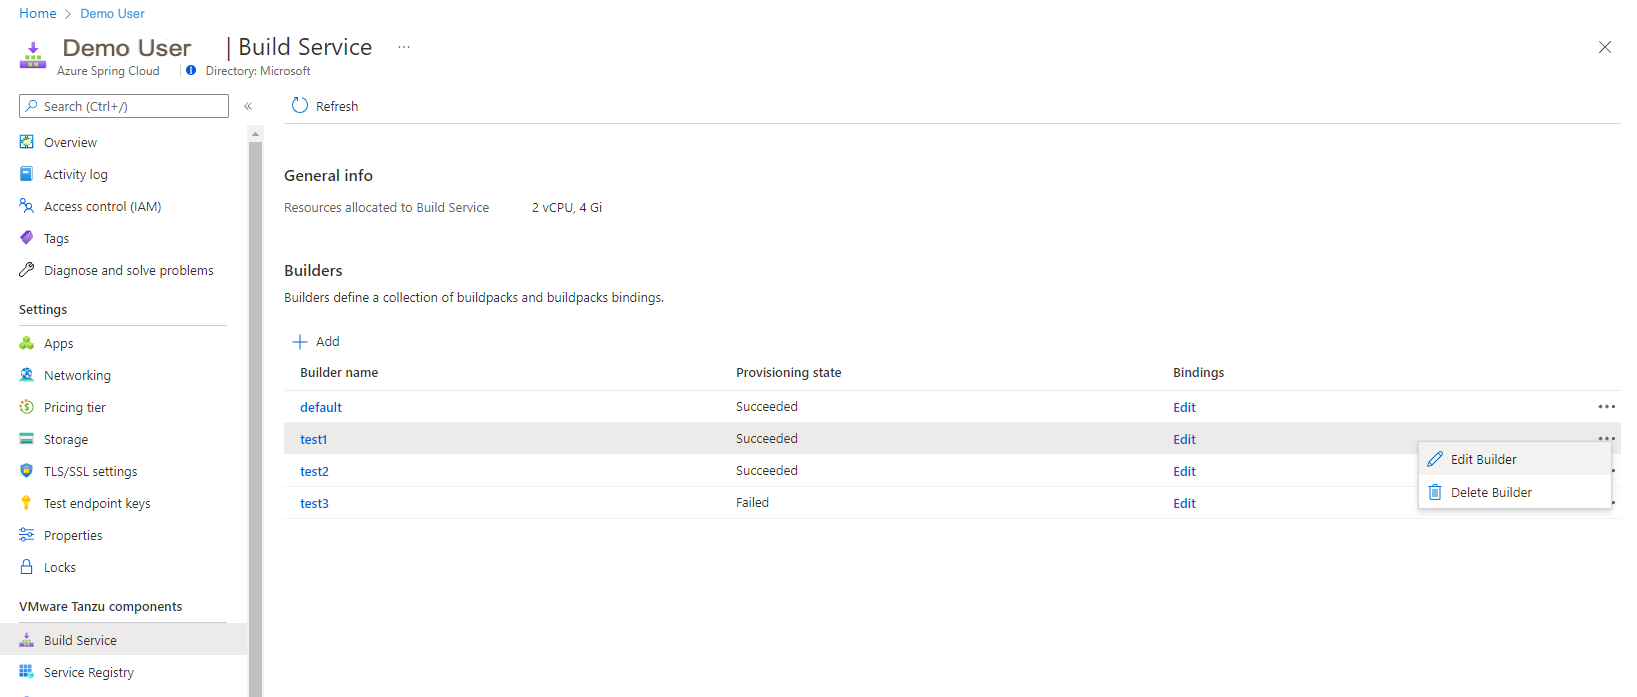 Home > Demo User
Demo User | Build Service ...
Azure Spring Cloud | Directory: Microsoft
Search (Ctrl+/) «
Refresh
Overview
Activity log
Access control (IAM)
Tags
Diagnose and solve problems
Settings
Apps
Networking
Pricing tier
Storage
TLS/SSL settings
Test endpoint keys
Properties
Locks
VMware Tanzu components
Build Service
Service Registry
General info
Resources allocated to Build Service 2 vCPU, 4 Gi
Builders
Builders define a collection of buildpacks and buildpacks bindings.
Add
Builder name Provisioning state Bindings
default Succeeded Edit
test1 Succeeded Edit
test2 Succeeded Edit
test3 Failed Edit
Edit Builder
Delete Builder